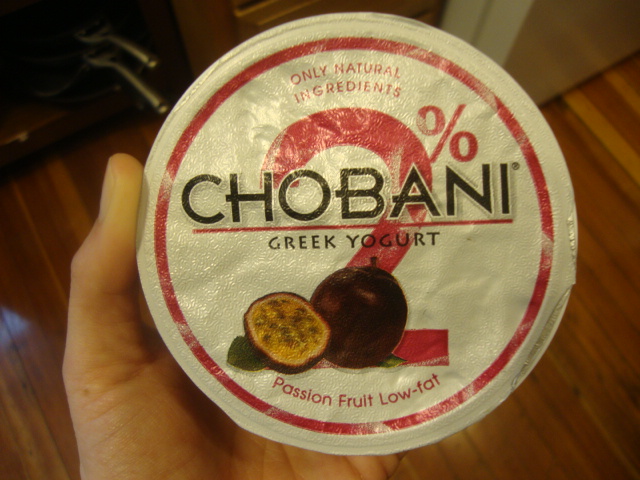 ONLY NATURAL
INGREDIENTS
2%
CHOBANI®
GREEK YOGURT
Passion Fruit Low-fat